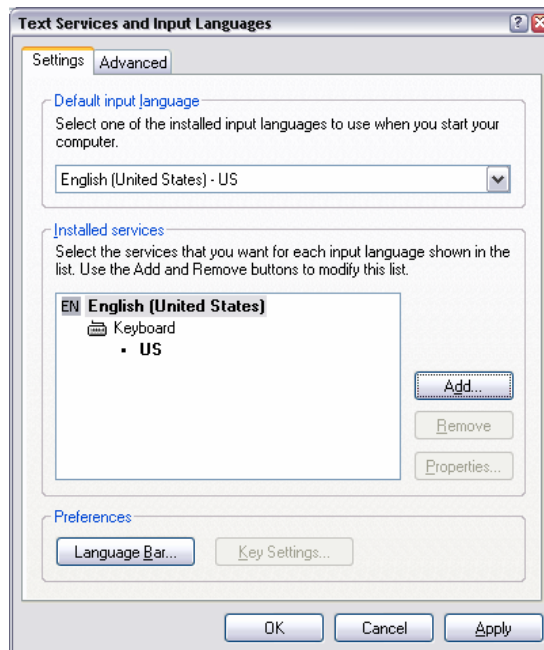 Text Services and Input Languages
Settings
Advanced
Default input language
Select one of the installed input languages to use when you start your
computer.
English (United States) - US
Installed services
Select the services that you want for each input language shown in the
list. Use the Add and Remove buttons to modify this list.
EN English (United States)
Keyboard
US
Add...
Remove
Properties...
Preferences
Language Bar...
Key Settings...
OK
Cancel
Apply